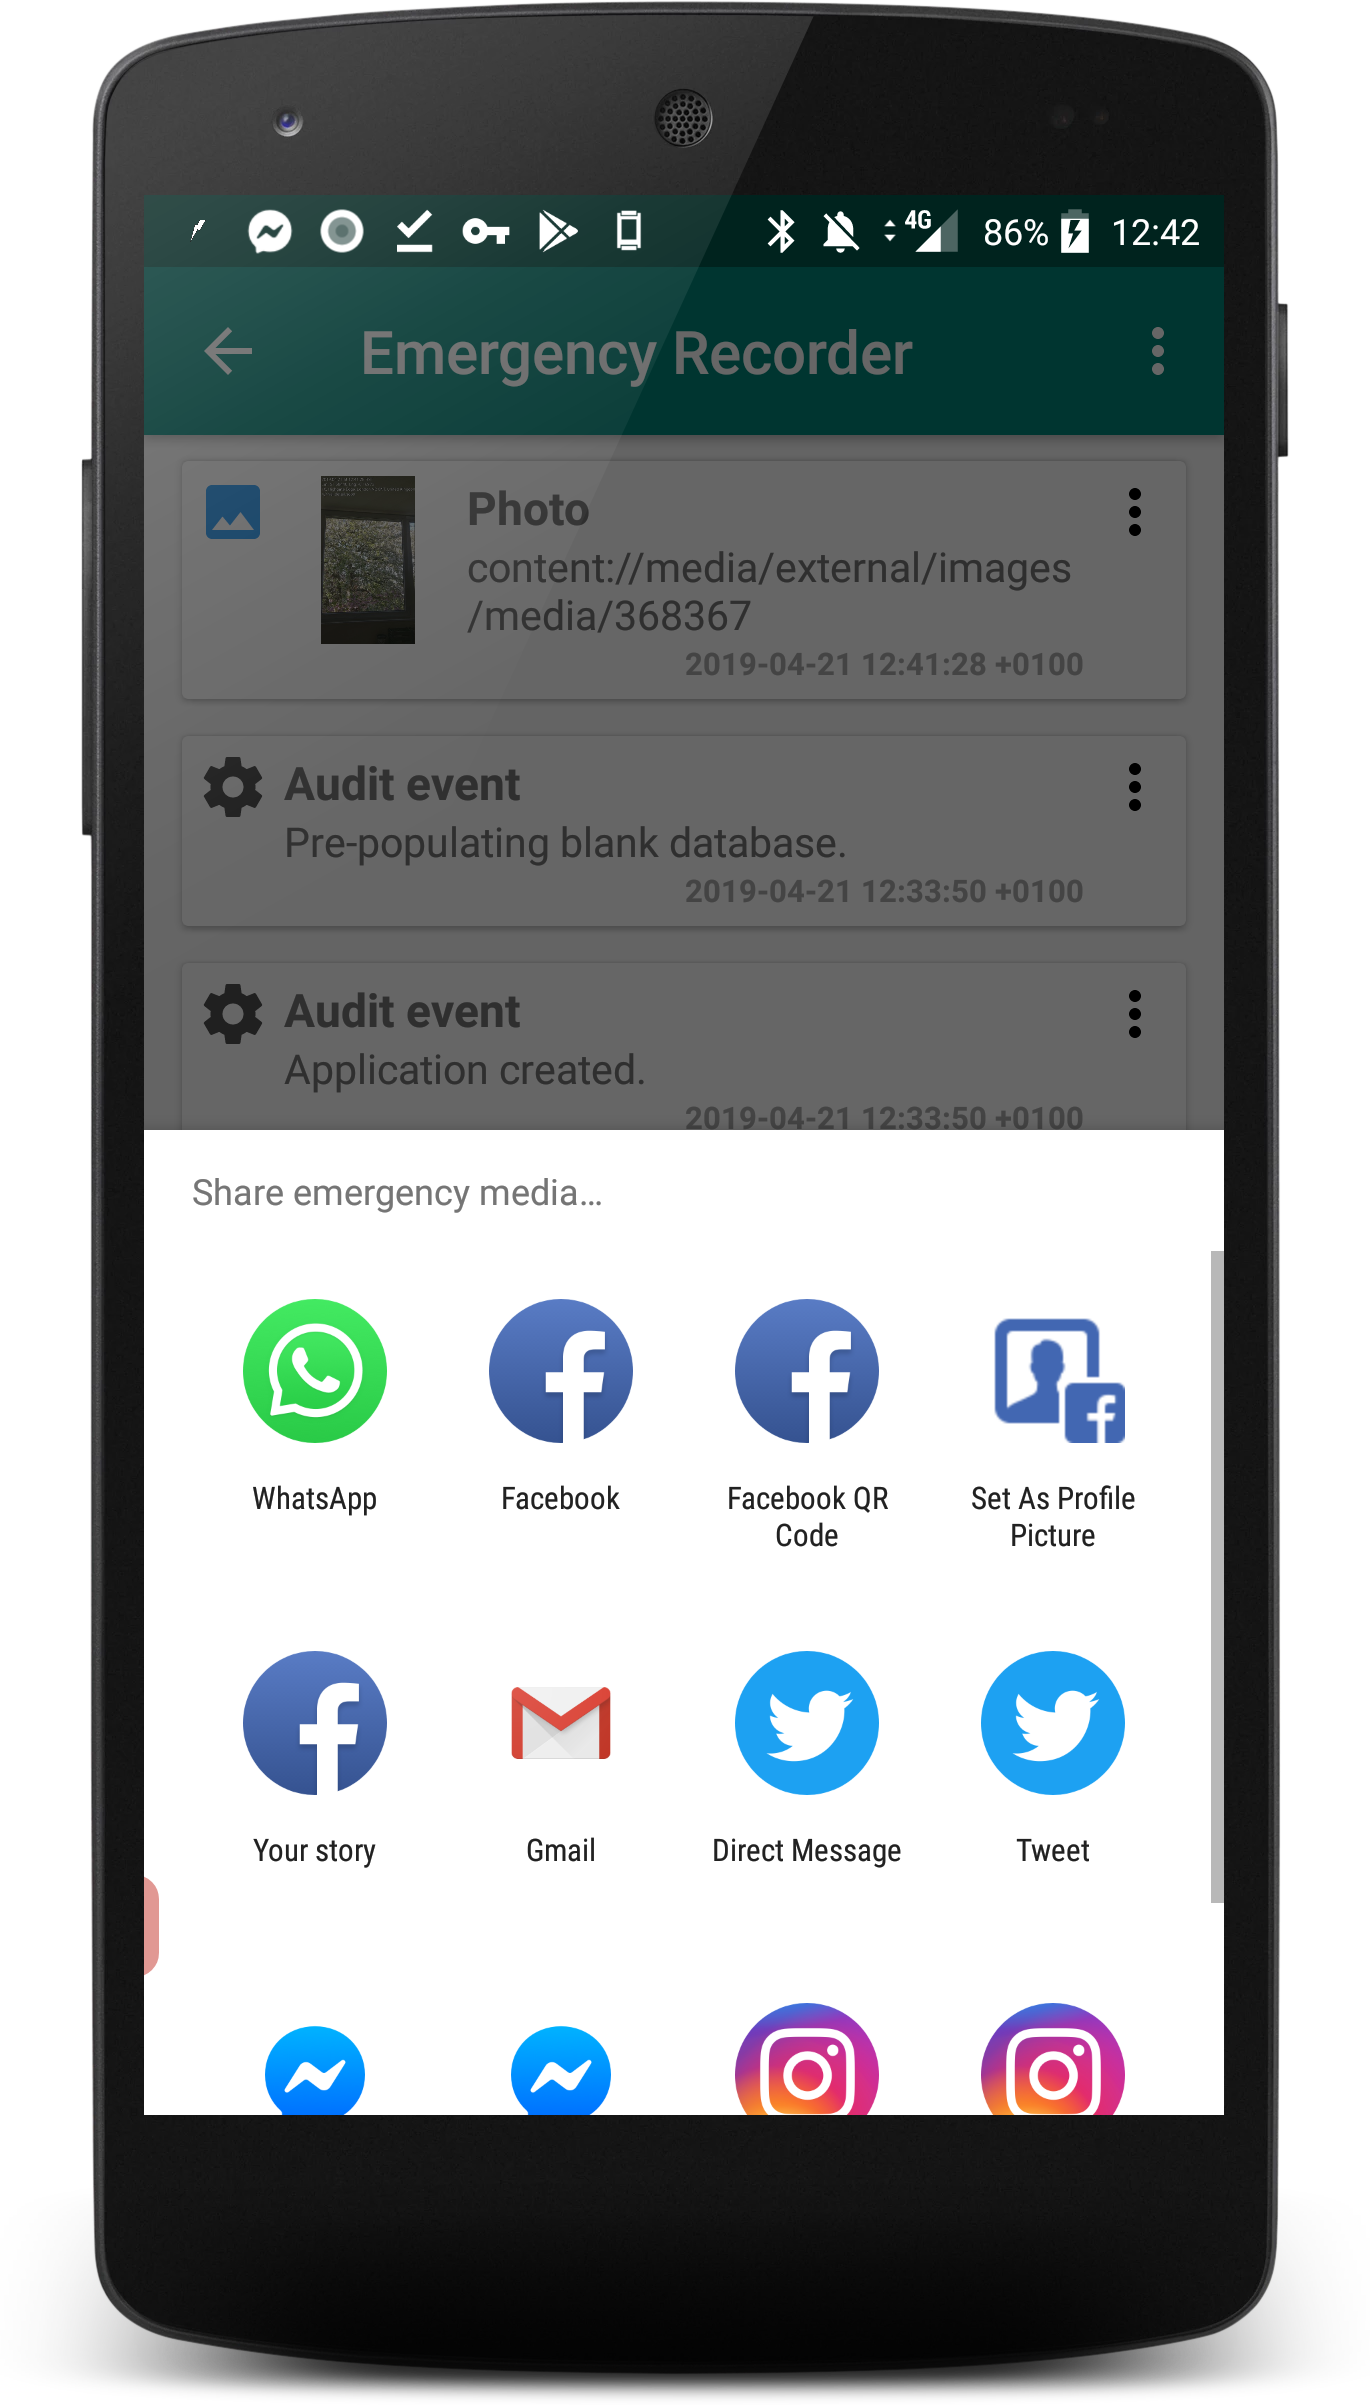 4G 86% 12:42
Emergency Recorder
Photo
content://media/external/images
/media/368367
2019-04-21 12:41:28 +0100
Audit event
Pre-populating blank database.
2019-04-21 12:33:50 +0100
Audit event
Application created.
2019-04-21 12:33:50 +0100
Share emergency media…
WhatsApp
Facebook
Facebook QR
Code
Set As Profile
Picture
Your story
Gmail
Direct Message
Tweet